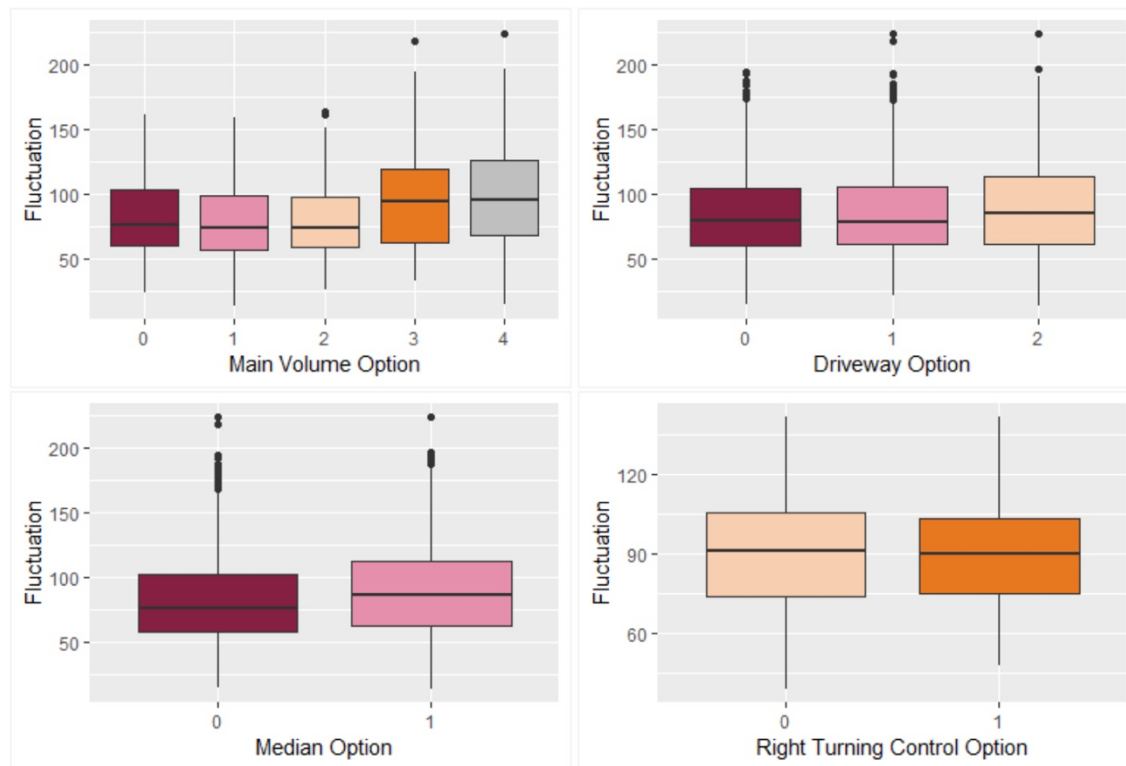 Fluctuation
200
150
100
50
0 1 2 3 4
Main Volume Option
Fluctuation
200
150
100
50
0 1 2
Driveway Option
Fluctuation
200
150
100
50
0 1
Median Option
Fluctuation
120
90
60
0 1
Right Turning Control Option